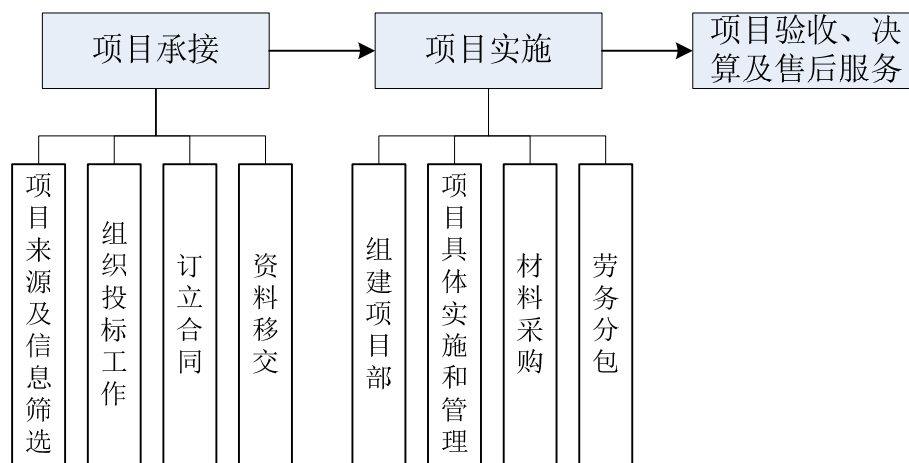 项目承接
项目实施
项目验收、决
算及售后服务
项目来源及信息筛选
组织投标工作
订立合同
资料移交
组建项目部
项目具体实施和管理
材料采购
劳务分包